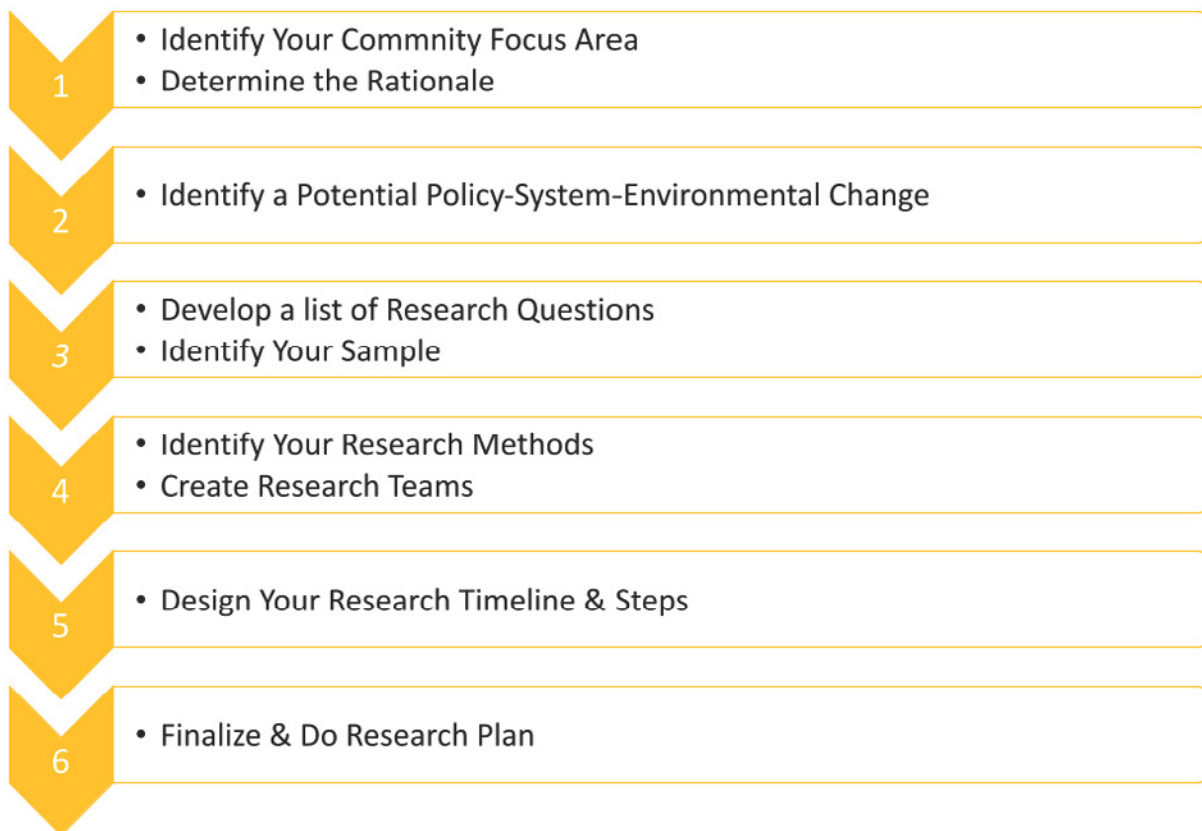 1
• Identify Your Commnity Focus Area
• Determine the Rationale
2
• Identify a Potential Policy-System-Environmental Change
3
• Develop a list of Research Questions
• Identify Your Sample
4
• Identify Your Research Methods
• Create Research Teams
5
• Design Your Research Timeline & Steps
6
• Finalize & Do Research Plan